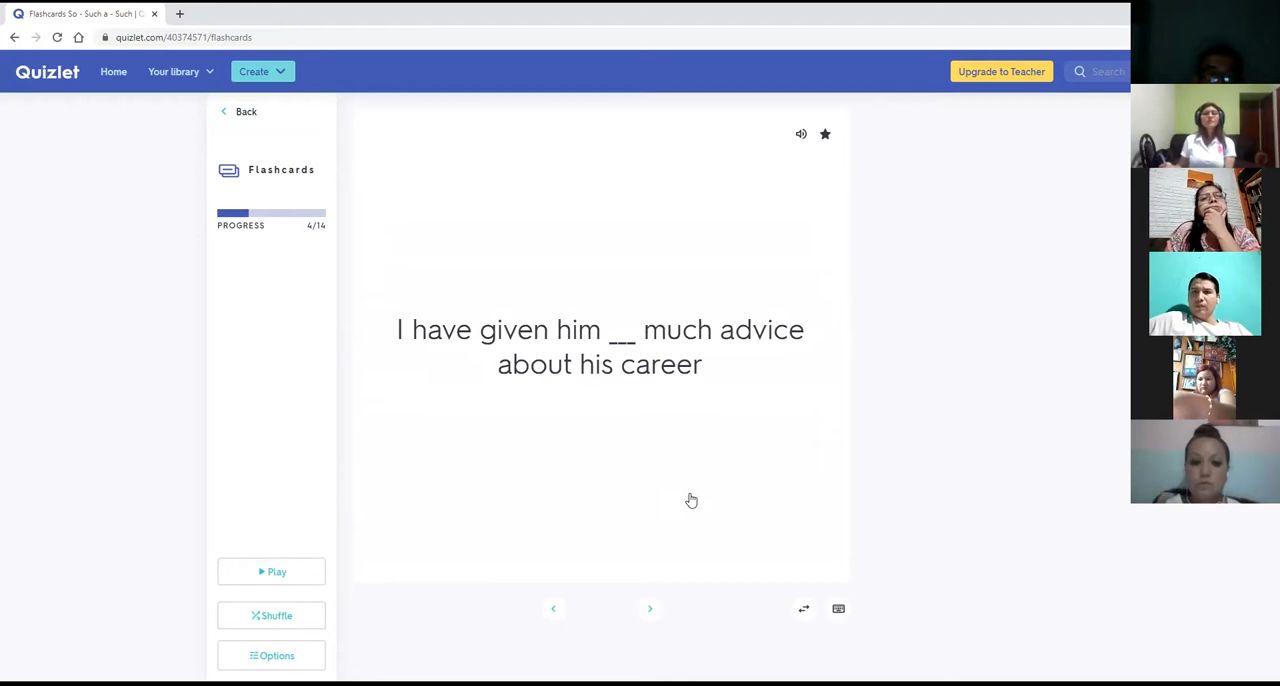 Flashcards So - Such a - Such |
quizlet.com/40374571/flashcards
Quizlet
Home
Your library
Create
Upgrade to Teacher
Search
Back
Flashcards
PROGRESS 4/14
I have given him ___ much advice
about his career
Play
Shuffle
Options